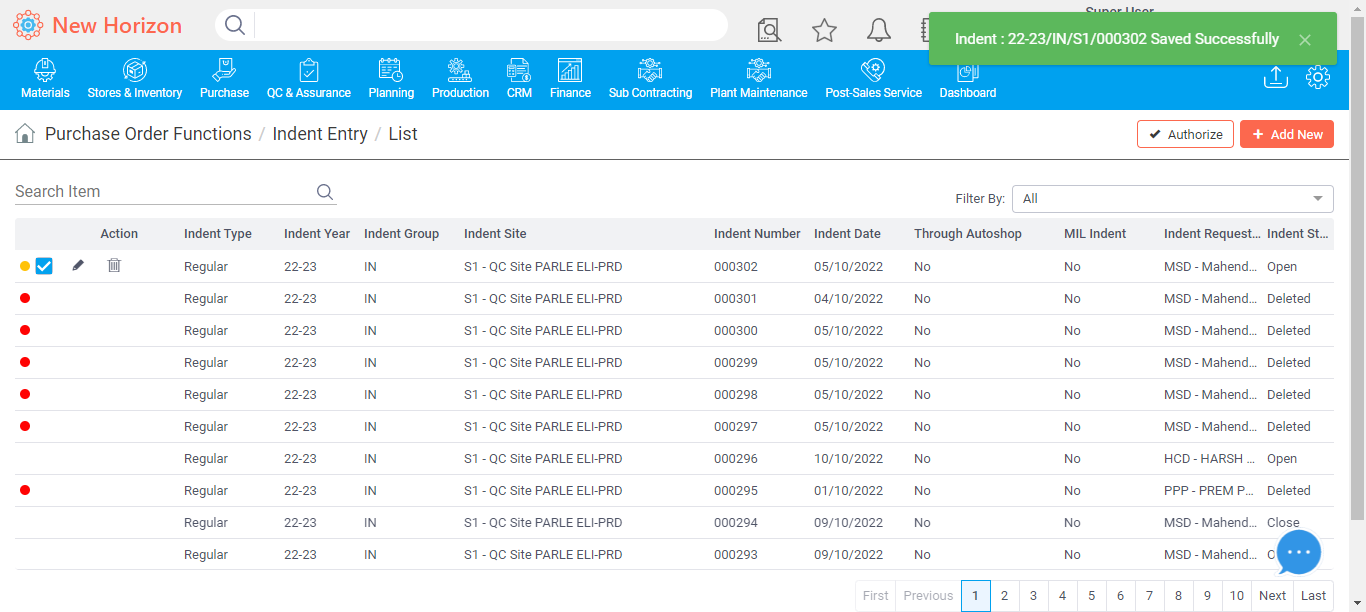 New Horizon
Super User
Indent : 22-23/IN/S1/000302 Saved Successfully
Materials Stores & Inventory Purchase QC & Assurance Planning Production CRM Finance Sub Contracting Plant Maintenance Post-Sales Service Dashboard
Purchase Order Functions / Indent Entry / List
Authorize + Add New
Search Item
Filter By: All
Action Indent Type Indent Year Indent Group Indent Site Indent Number Indent Date Through Autoshop MIL Indent Indent Request... Indent St...
Regular 22-23 IN S1 - QC Site PARLE ELI-PRD 000302 05/10/2022 No No MSD - Mahend... Open
Regular 22-23 IN S1 - QC Site PARLE ELI-PRD 000301 04/10/2022 No No MSD - Mahend... Deleted
Regular 22-23 IN S1 - QC Site PARLE ELI-PRD 000300 05/10/2022 No No MSD - Mahend... Deleted
Regular 22-23 IN S1 - QC Site PARLE ELI-PRD 000299 05/10/2022 No No MSD - Mahend... Deleted
Regular 22-23 IN S1 - QC Site PARLE ELI-PRD 000298 05/10/2022 No No MSD - Mahend... Deleted
Regular 22-23 IN S1 - QC Site PARLE ELI-PRD 000297 05/10/2022 No No MSD - Mahend... Deleted
Regular 22-23 IN S1 - QC Site PARLE ELI-PRD 000296 10/10/2022 No No HCD - HARSH ... Open
Regular 22-23 IN S1 - QC Site PARLE ELI-PRD 000295 01/10/2022 No No PPP - PREM P... Deleted
Regular 22-23 IN S1 - QC Site PARLE ELI-PRD 000294 09/10/2022 No No MSD - Mahend... Close
Regular 22-23 IN S1 - QC Site PARLE ELI-PRD 000293 09/10/2022 No No MSD - Mahend...
First Previous 1 2 3 4 5 6 7 8 9 10 Next Last